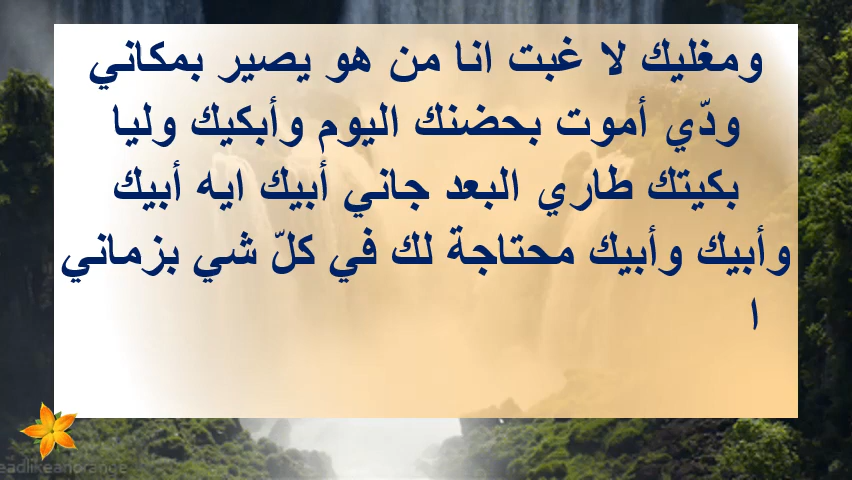 ومغليك لا غبت انا من هو يصير بمكاني
ودّي أموت بحضنك اليوم وأبكيك وليا
بكيتك طاري البعد جاني أبيك ايه أبيك
وأبيك وأبيك محتاجة لك في كلّ شي بزماني
ا
eadlikeanorange